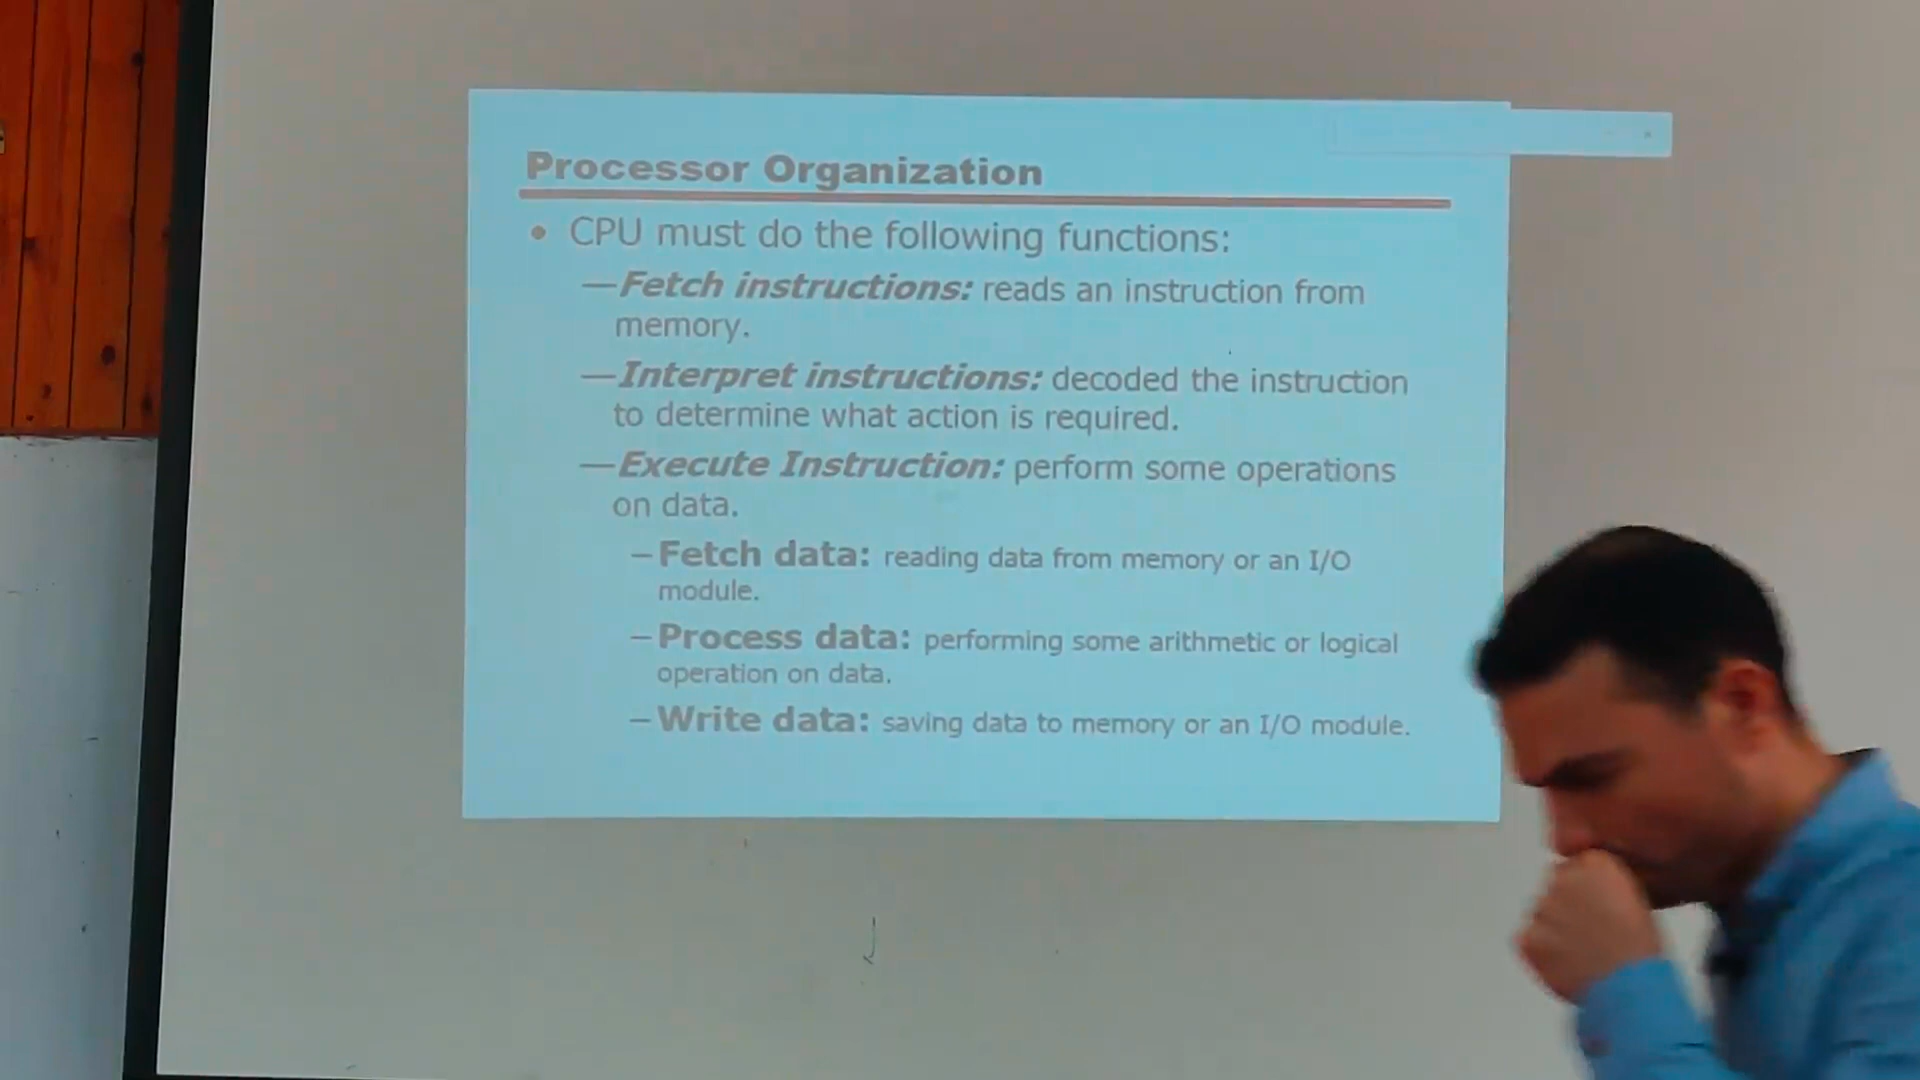 Processor Organization
• CPU must do the following functions:
—Fetch instructions: reads an instruction from
memory.
—Interpret instructions: decoded the instruction
to determine what action is required.
—Execute Instruction: perform some operations
on data.
–Fetch data: reading data from memory or an I/O
module.
–Process data: performing some arithmetic or logical
operation on data.
–Write data: saving data to memory or an I/O module.